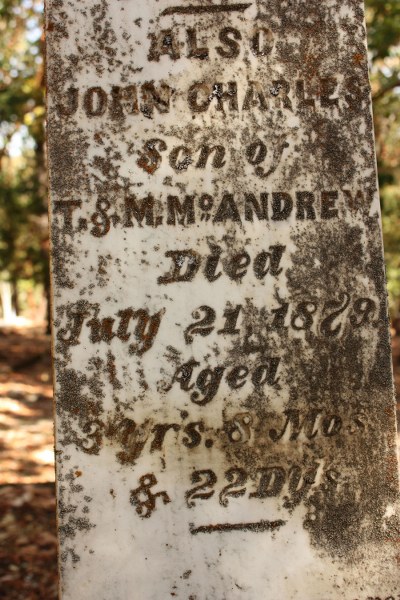 ALSO
JOHN CHARLES
Son of
T. & M. McANDREW
Died
July 21 1879
Aged
3 Yrs. 8 Mos
& 22 Dys.